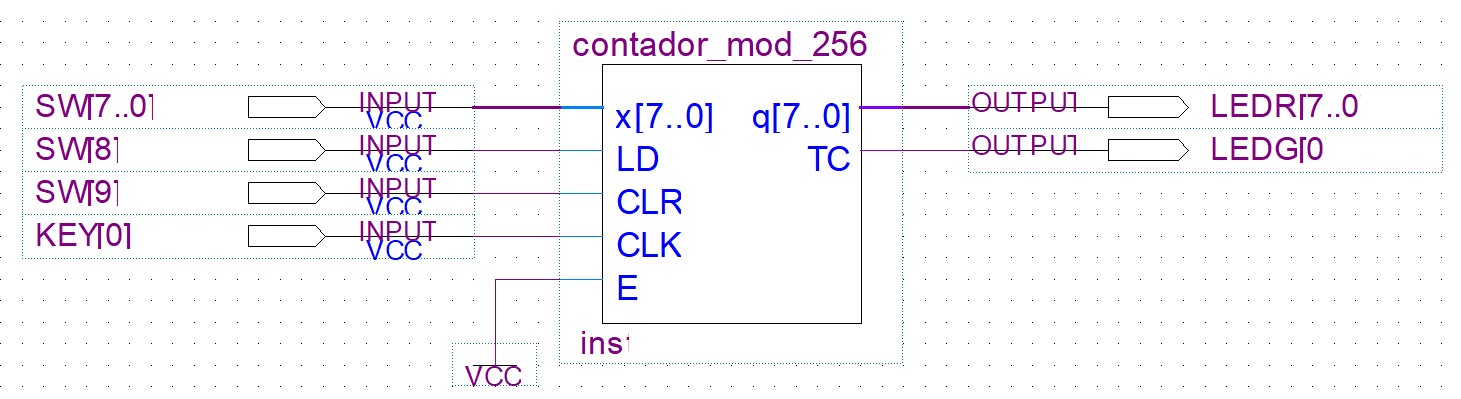 contador_mod_256
SW[7..0]
INPUT
VCC
x[7..0]
q[7..0]
OUTPUT
LEDR[7..0
SW[8]
INPUT
VCC
LD
TC
OUTPUT
LEDG[0
SW[9]
INPUT
VCC
CLR
KEY[0]
INPUT
VCC
CLK
E
inst
VCC